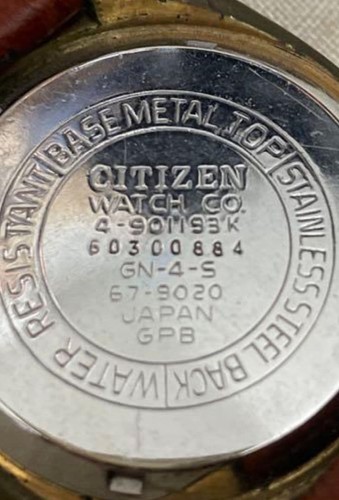 WATER RESISTANT
BASE METAL TOP
STAINLESS STEEL BACK
CITIZEN
WATCH CO.
4-901193 K
60300884
GN-4-S
67-9020
JAPAN
GPB